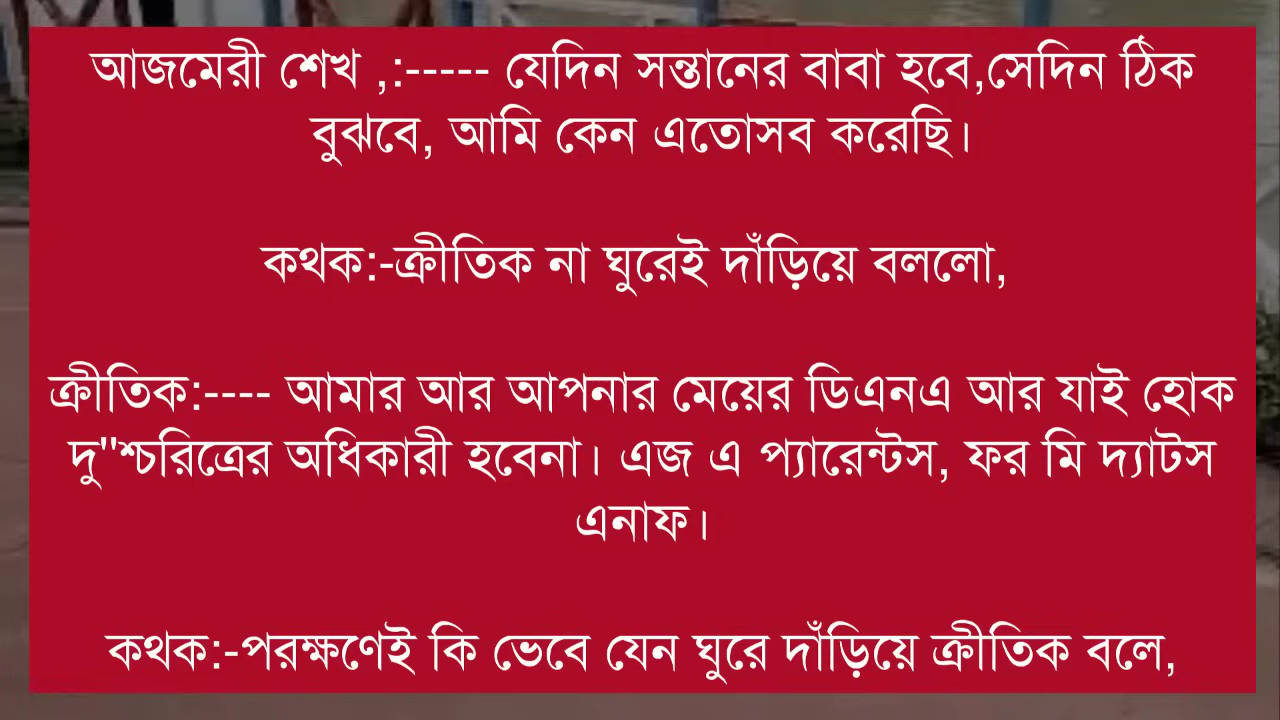 আজমেরী শেখ ,:----- যেদিন সন্তানের বাবা হবে,সেদিন ঠিক
বুঝবে, আমি কেন এতোসব করেছি।
কথক:-ক্রীতিক না ঘুরেই দাঁড়িয়ে বললো,
ক্রীতিক:---- আমার আর আপনার মেয়ের ডিএনএ আর যাই হোক
দু"শ্চরিত্রের অধিকারী হবেনা। এজ এ প্যারেন্টস, ফর মি দ্যাটস
এনাফ।
কথক:-পরক্ষণেই কি ভেবে যেন ঘুরে দাঁড়িয়ে ক্রীতিক বলে,